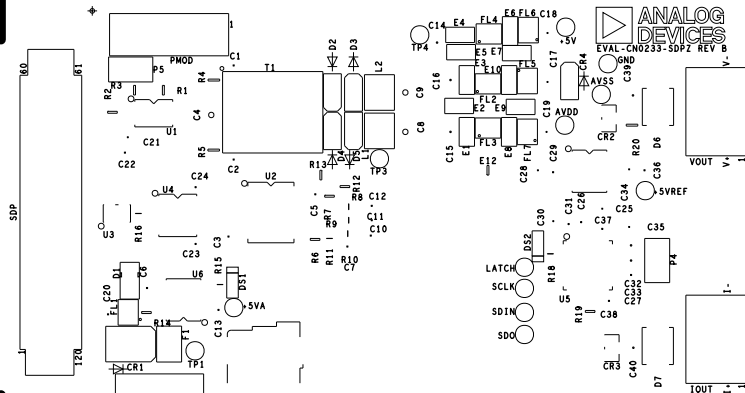 ANALOG
DEVICES
EVAL-CN0233-SDPZ REV B
60
61
SDP
1
120
1
PMOD
P5
R3
R2
R1
U1
C21
C22
C1
R4
C4
R5
C2
T1
D2
D3
L2
C9
C8
D4
D5
L1
TP3
R13
R12
C24
U4
U2
C5
R8
R7
R9
C12
C11
C10
R6
R11
R10
C7
U3
R16
C23
C3
U6
R15
DS1
+5VA
C13
D1
C6
C20
FL1
R14
F1
TP1
CR1
C14
TP4
E4
FL4
E6
FL6
C18
+5V
E5
E7
E3
E10
FL5
C16
FL2
E2
E9
C17
CR4
AVSS
GND
C39
C19
AVDD
CR2
C15
E1
FL3
E8
FL7
E12
C28
C29
R20
D6
C36
C34
+5VREF
C25
C26
C31
C37
C30
C35
P4
DS2
R18
LATCH
SCLK
SDIN
SDO
U5
C32
C33
C27
R19
C38
CR3
C40
D7
V-
VOUT
V+
1
I-
IOUT
I+
1